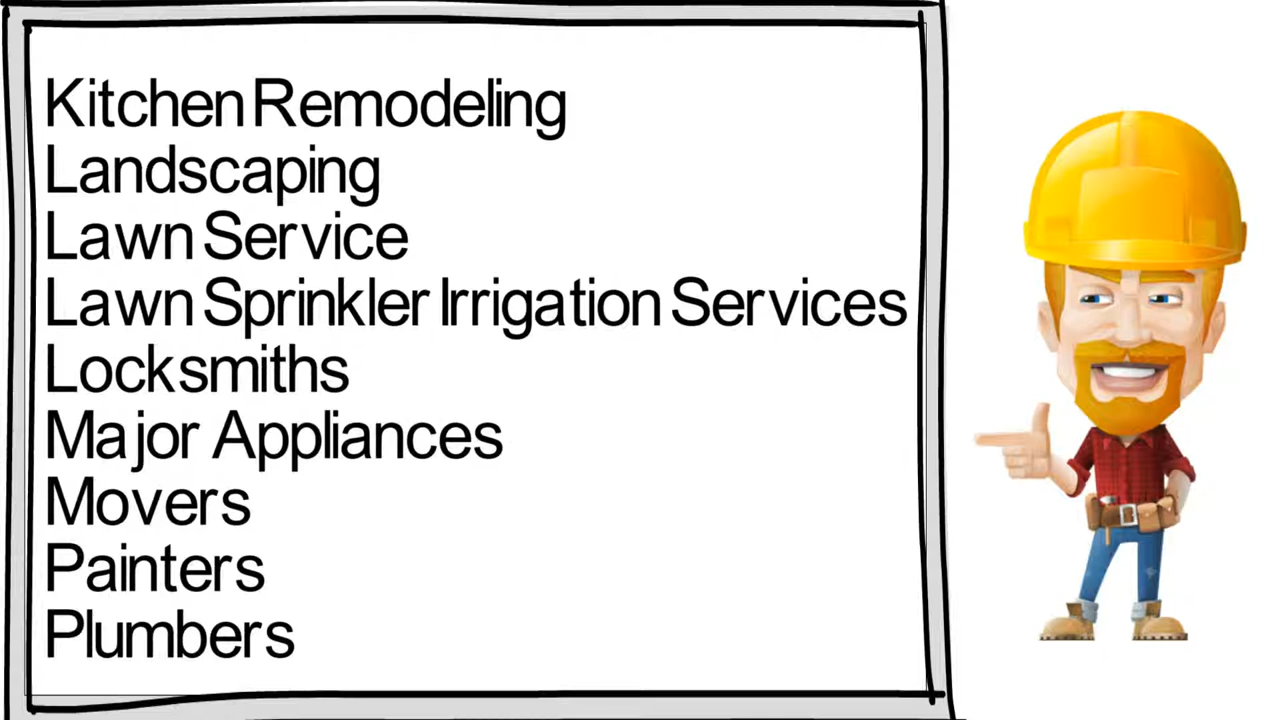 Kitchen Remodeling
Landscaping
Lawn Service
Lawn Sprinkler Irrigation Services
Locksmiths
Major Appliances
Movers
Painters
Plumbers